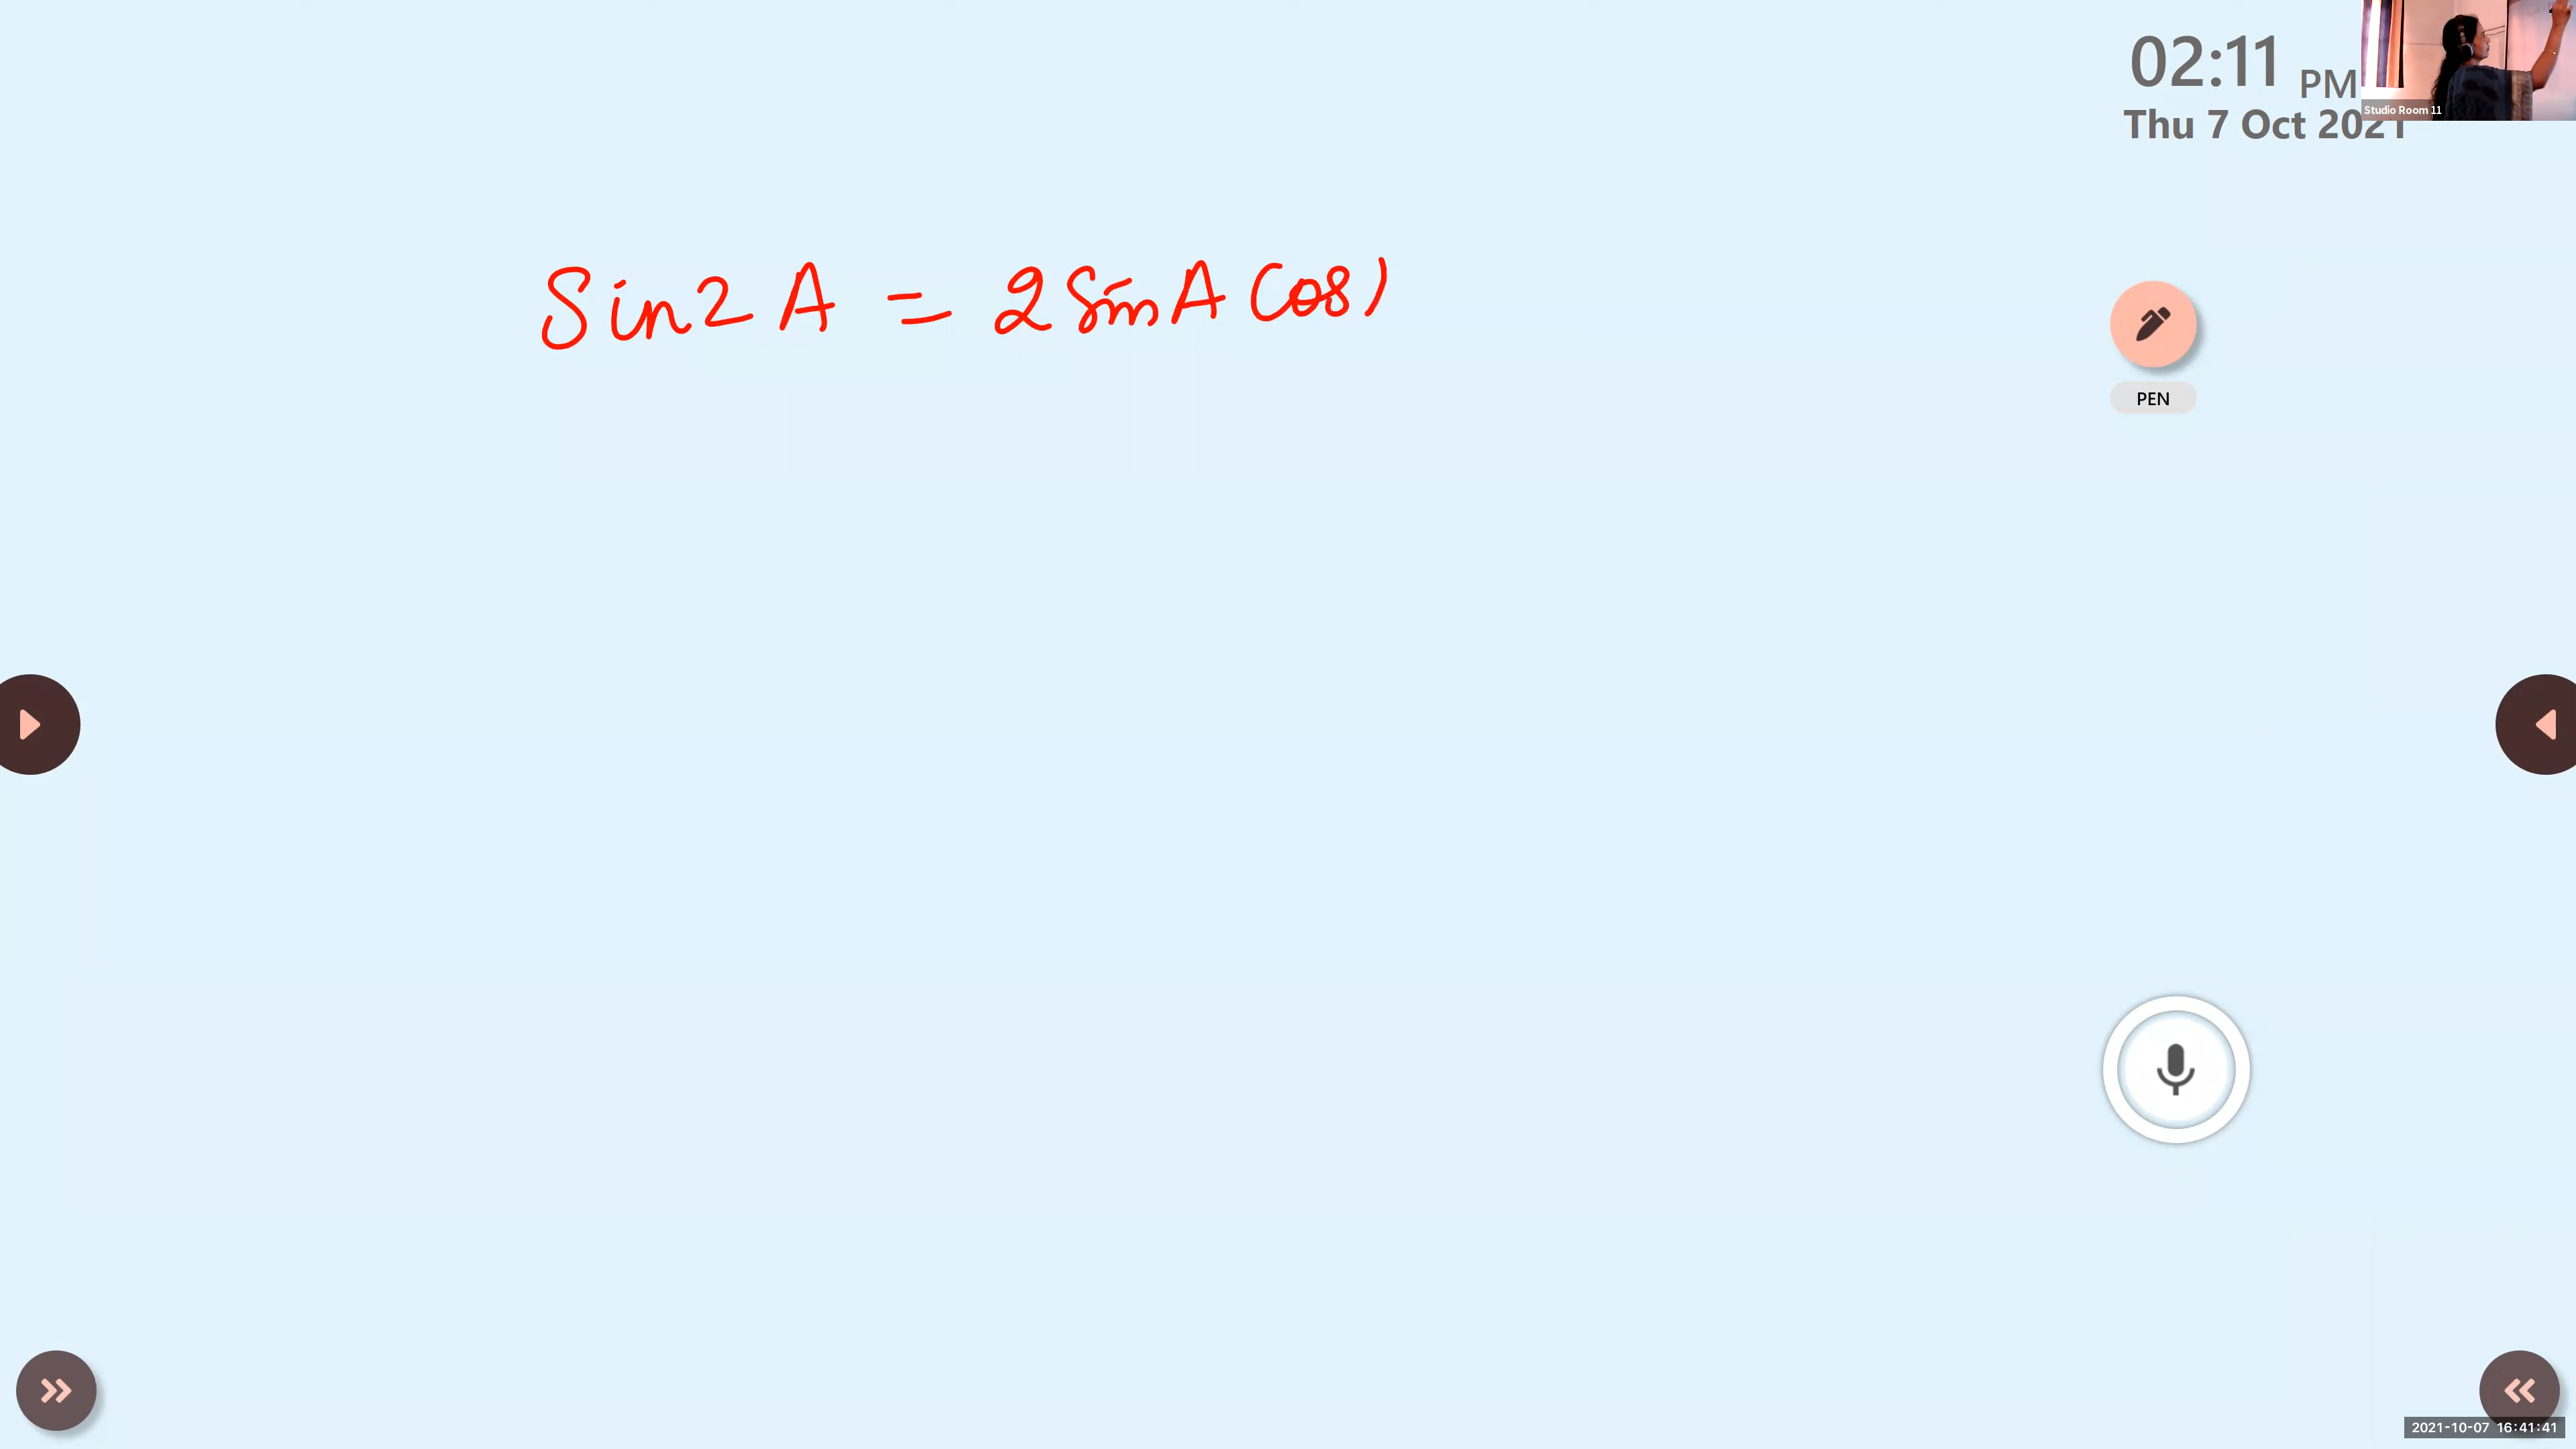 02:11 PM
Thu 7 Oct 2021
Studio Room 11
Sin2A = 2SinA Cos
PEN
2021-10-07 16:41:41